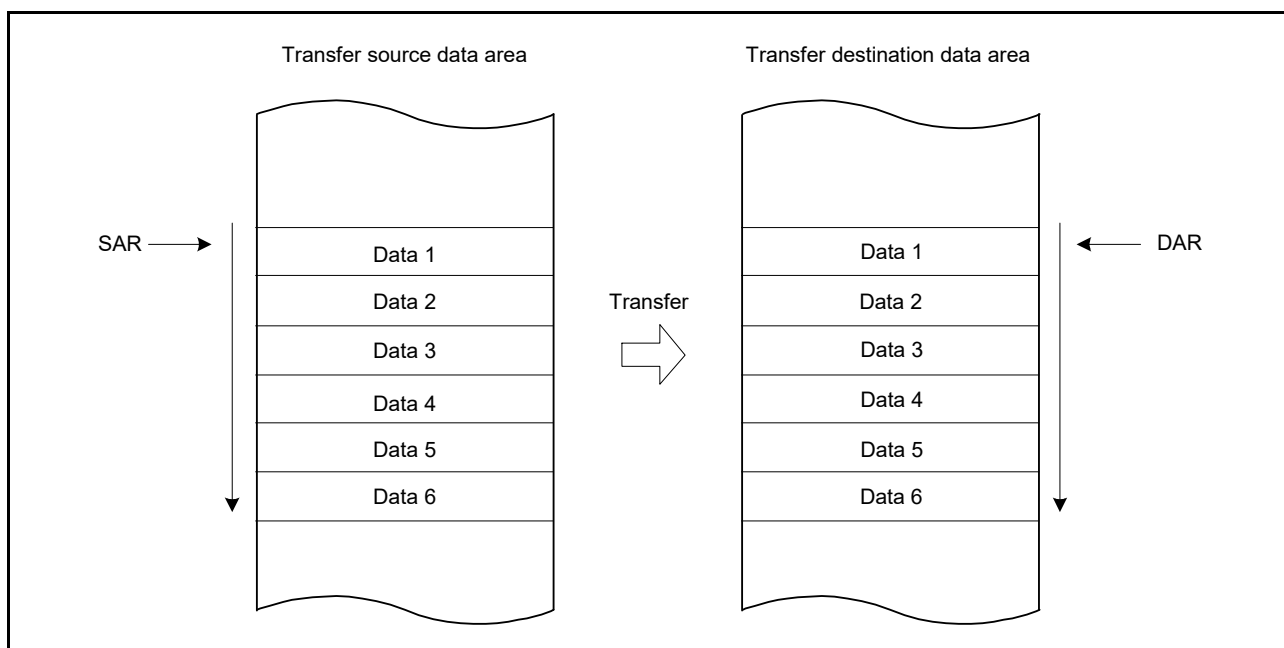 Transfer source data area
Transfer destination data area
SAR
Data 1
Data 2
Data 3
Data 4
Data 5
Data 6
Transfer
Data 1
Data 2
Data 3
Data 4
Data 5
Data 6
DAR